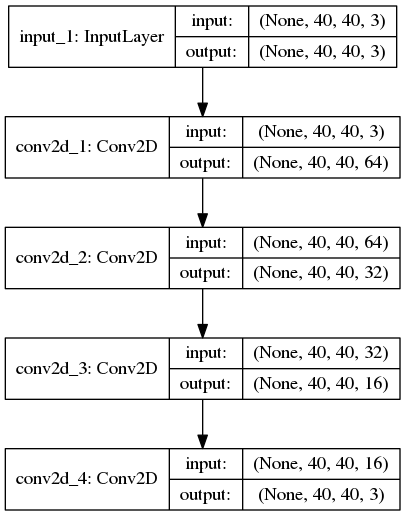 input_1: InputLayer
input: (None, 40, 40, 3)
output: (None, 40, 40, 3)
conv2d_1: Conv2D
input: (None, 40, 40, 3)
output: (None, 40, 40, 64)
conv2d_2: Conv2D
input: (None, 40, 40, 64)
output: (None, 40, 40, 32)
conv2d_3: Conv2D
input: (None, 40, 40, 32)
output: (None, 40, 40, 16)
conv2d_4: Conv2D
input: (None, 40, 40, 16)
output: (None, 40, 40, 3)